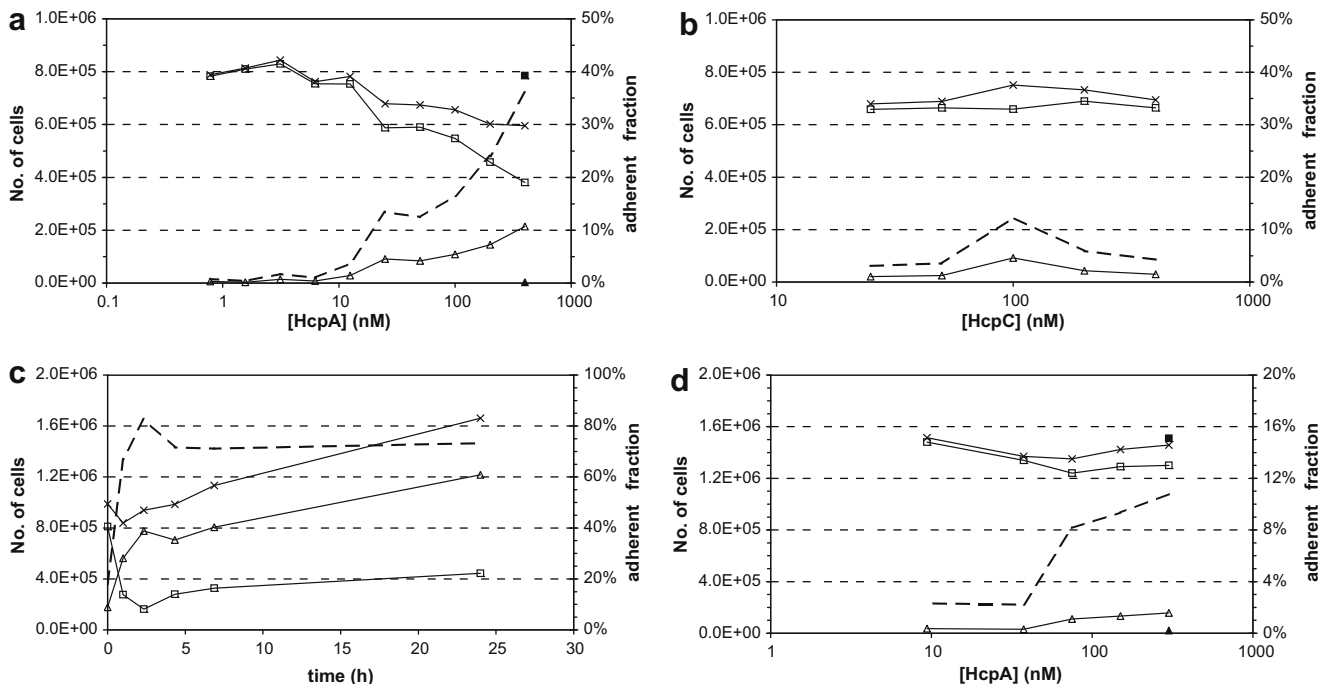 a
1.0E+06
8.0E+05
6.0E+05
4.0E+05
2.0E+05
0.0E+00
No. of cells
50%
40%
30%
20%
10%
0%
adherent fraction
0.1
1
10
100
1000
[HcpA] (nM)
b
1.0E+06
8.0E+05
6.0E+05
4.0E+05
2.0E+05
0.0E+00
No. of cells
50%
40%
30%
20%
10%
0%
adherent fraction
10
100
1000
[HcpC] (nM)
c
2.0E+06
1.6E+06
1.2E+06
8.0E+05
4.0E+05
0.0E+00
No. of cells
100%
80%
60%
40%
20%
0%
adherent fraction
0
5
10
15
20
25
30
time (h)
d
2.0E+06
1.6E+06
1.2E+06
8.0E+05
4.0E+05
0.0E+00
No. of cells
20%
16%
12%
8%
4%
0%
adherent fraction
1
10
100
1000
[HcpA] (nM)